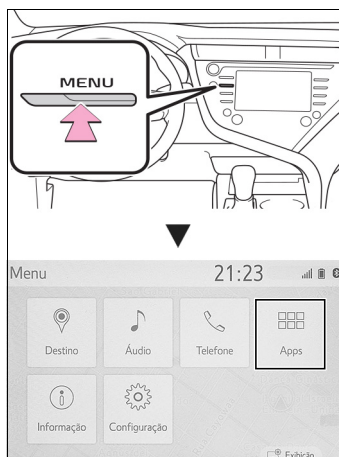 MENU
Menu 21:23
Destino Áudio Telefone Apps
Informação Configuração
Exibição